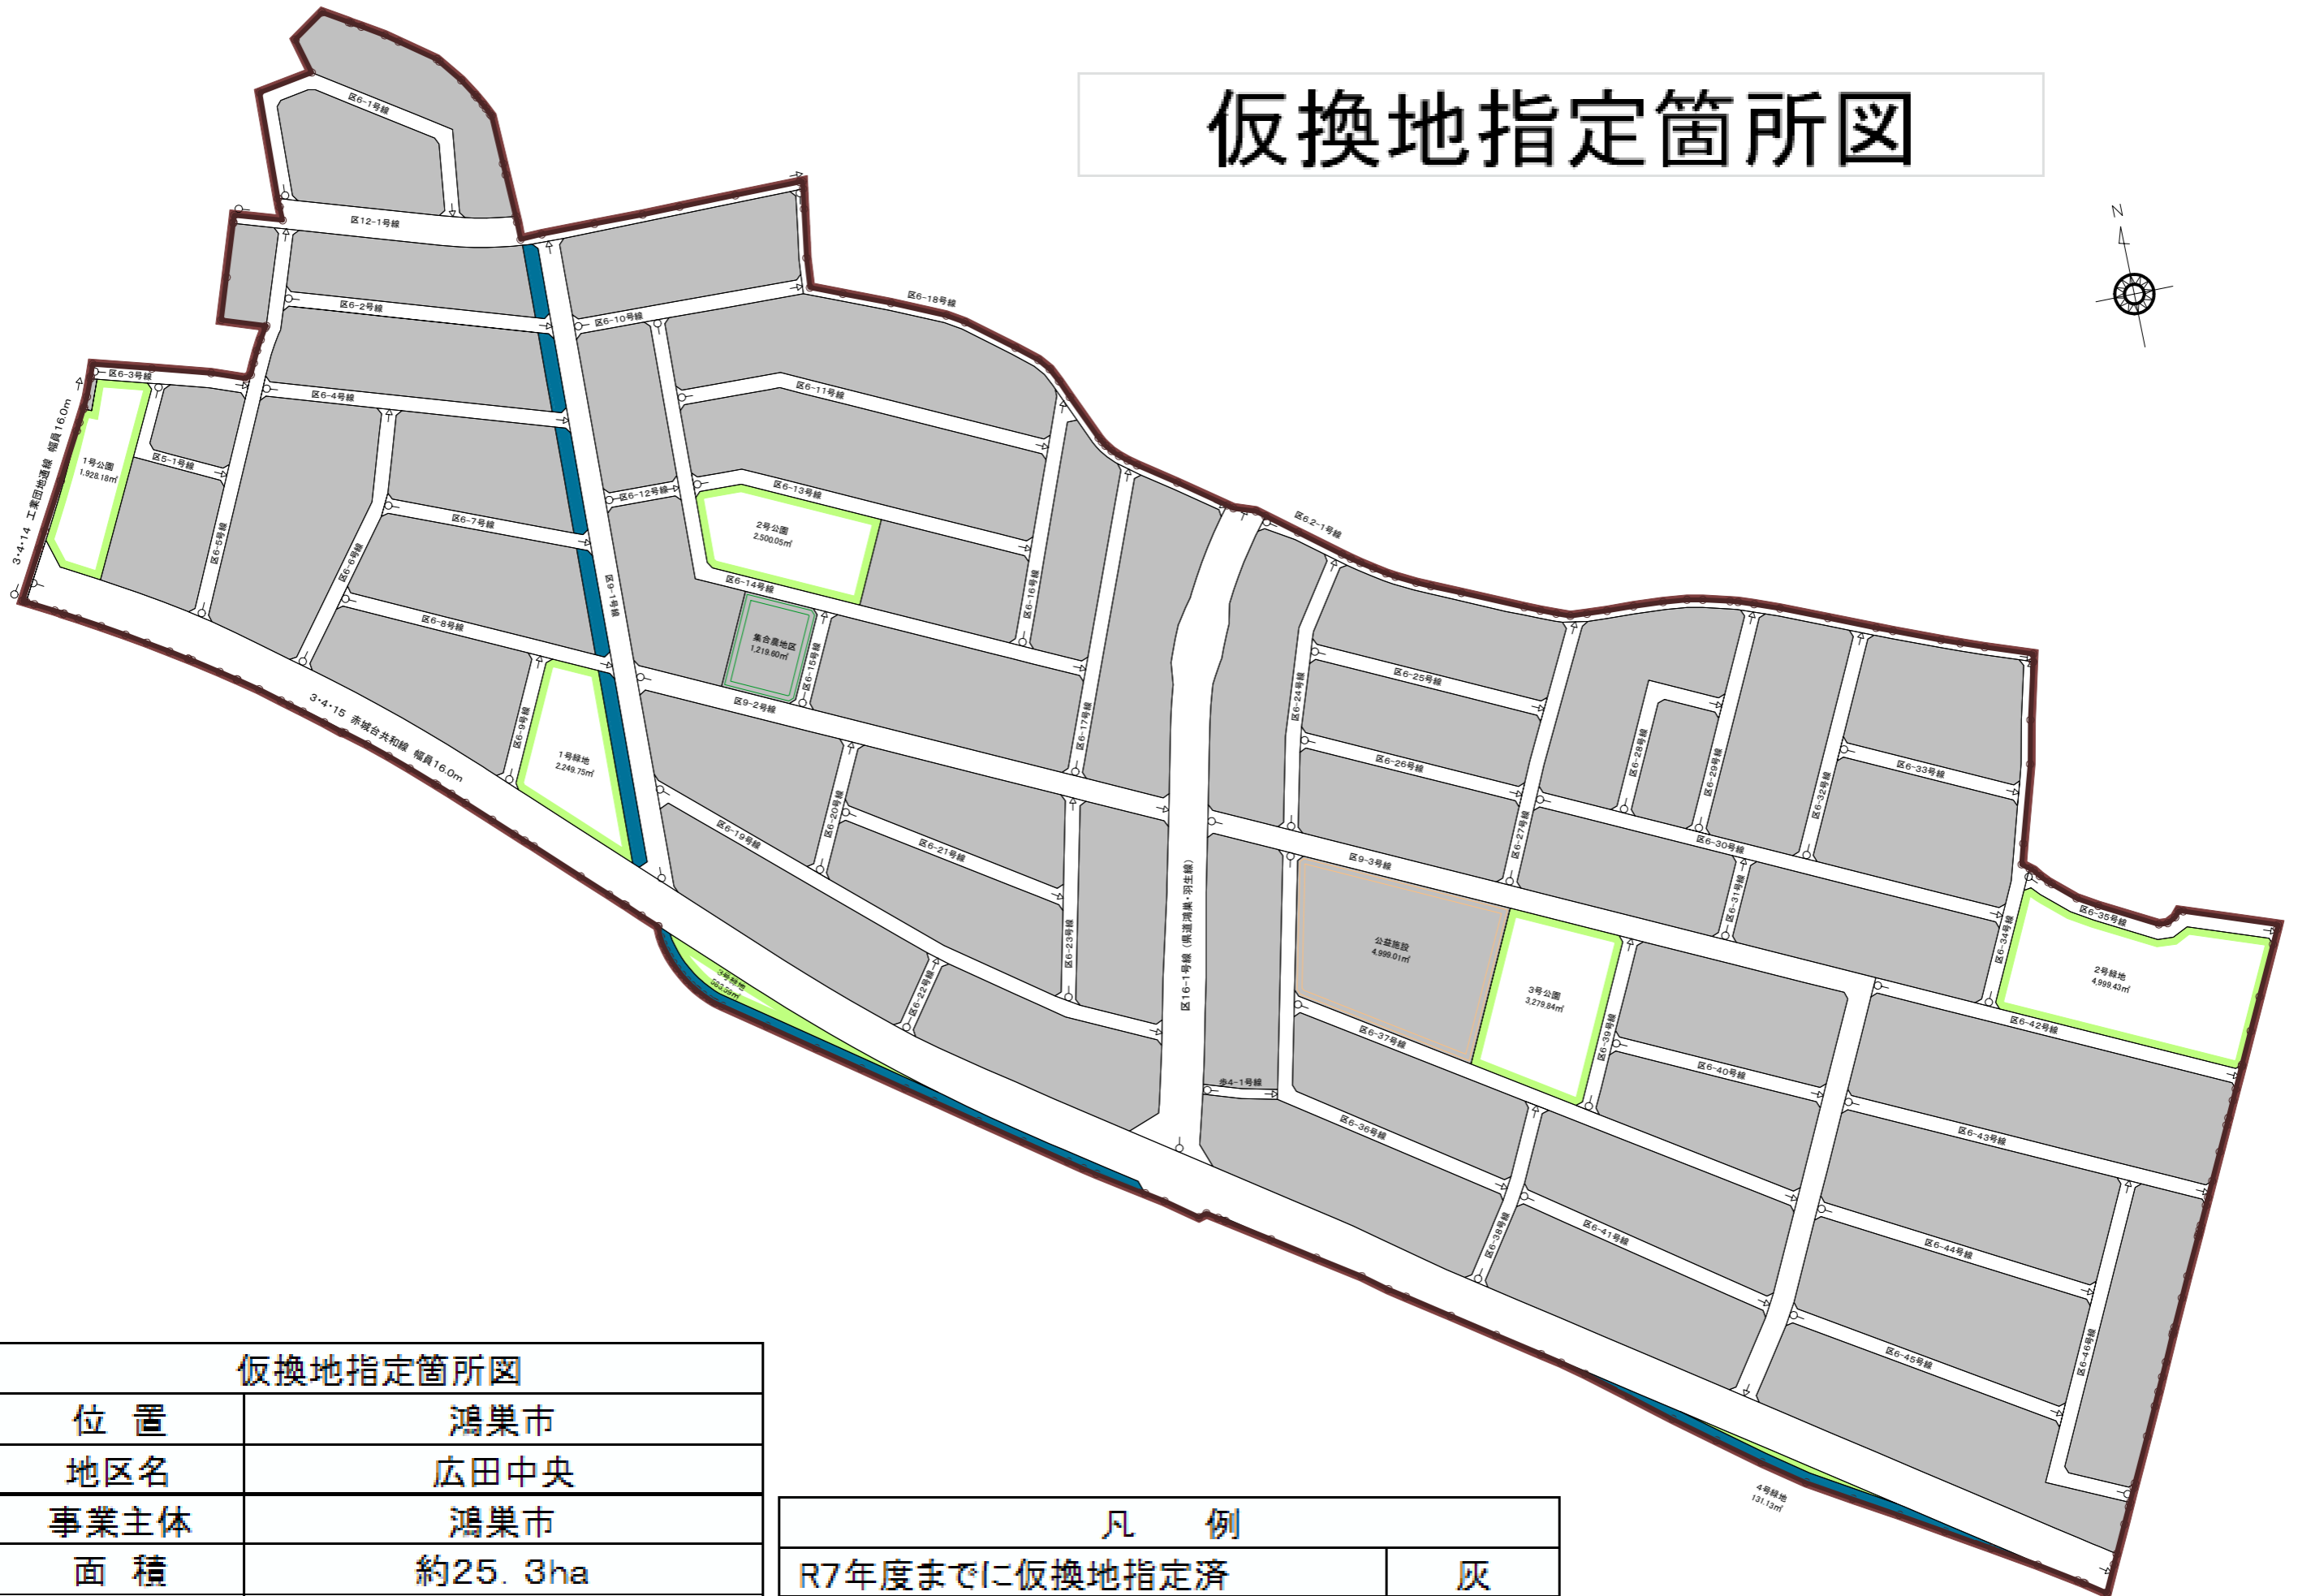 仮換地指定箇所図
N
区6-1号線
区12-1号線
区6-2号線
区6-10号線
区6-18号線
区6-3号線
区6-4号線
区6-11号線
3・4・14 工業団地通線 幅員16.0m
1号公園
1,928.18㎡
区5-1号線
区6-5号線
区6-6号線
区6-7号線
区6-12号線
区6-13号線
2号公園
2,500.05㎡
区6-14号線
区6-16号線
区6.2-1号線
区9-1号線
区6-8号線
集合農地区
1,219.60㎡
区6-15号線
区9-2号線
区6-17号線
区6-9号線
1号緑地
2,249.75㎡
3・4・15 赤城台共和線 幅員16.0m
区6-19号線
区6-20号線
区6-21号線
区6-23号線
区6-22号線
3号緑地
区16-1号線（県道鴻巣・羽生線）
区6-24号線
区6-25号線
区6-26号線
区6-27号線
区6-28号線
区6-29号線
区6-32号線
区6-33号線
区6-30号線
区6-31号線
区9-3号線
区6-34号線
区6-35号線
2号緑地
4,999.43㎡
公益施設
4,999.01㎡
3号公園
3,279.84㎡
区6-37号線
区6-39号線
区6-40号線
区6-42号線
歩4-1号線
区6-36号線
区6-43号線
区6-38号線
区6-41号線
区6-44号線
区6-45号線
区6-46号線
4号緑地
131.13㎡
仮換地指定箇所図
位 置 鴻巣市
地区名 広田中央
事業主体 鴻巣市
面 積 約25. 3ha
凡 例
R7年度までに仮換地指定済 灰